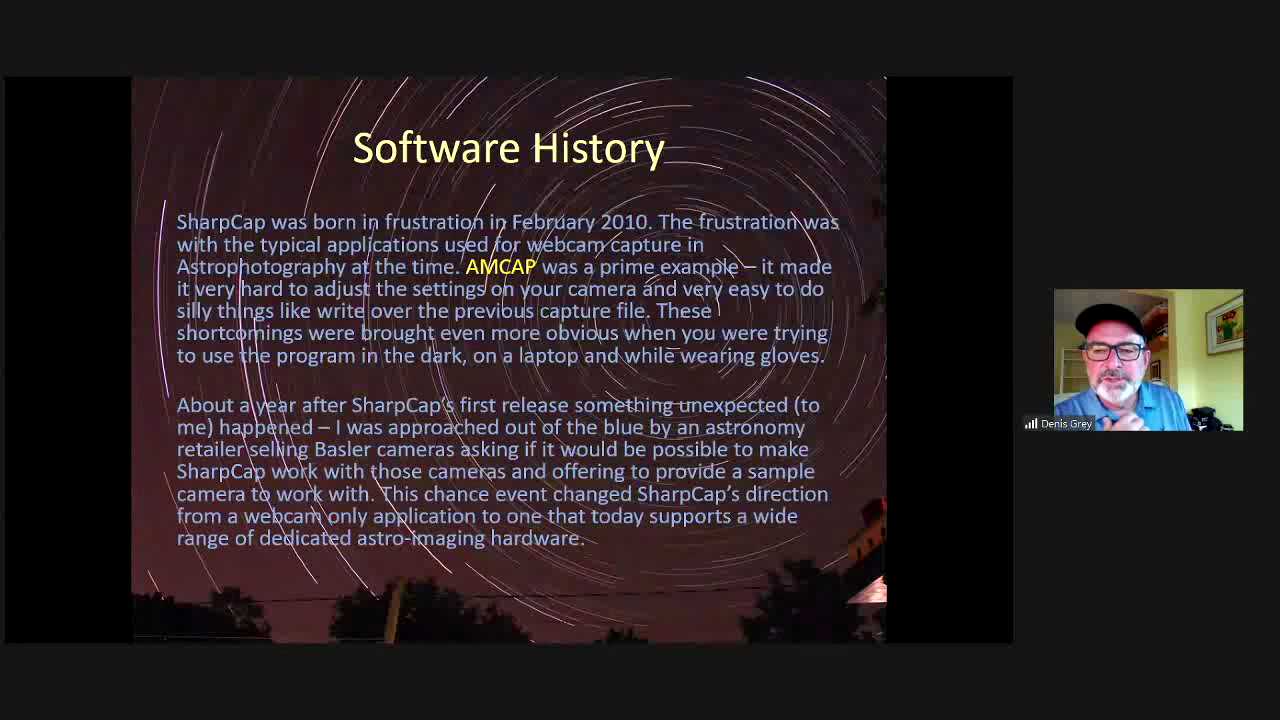 Software History
SharpCap was born in frustration in February 2010. The frustration was
with the typical applications used for webcam capture in
Astrophotography at the time. AMCAP was a prime example – it made
it very hard to adjust the settings on your camera and very easy to do
silly things like write over the previous capture file. These
shortcomings were brought even more obvious when you were trying
to use the program in the dark, on a laptop and while wearing gloves.
About a year after SharpCap's first release something unexpected (to
me) happened – I was approached out of the blue by an astronomy
retailer selling Basler cameras asking if it would be possible to make
SharpCap work with those cameras and offering to provide a sample
camera to work with. This chance event changed SharpCap's direction
from a webcam only application to one that today supports a wide
range of dedicated astro-imaging hardware.
Denis Grey